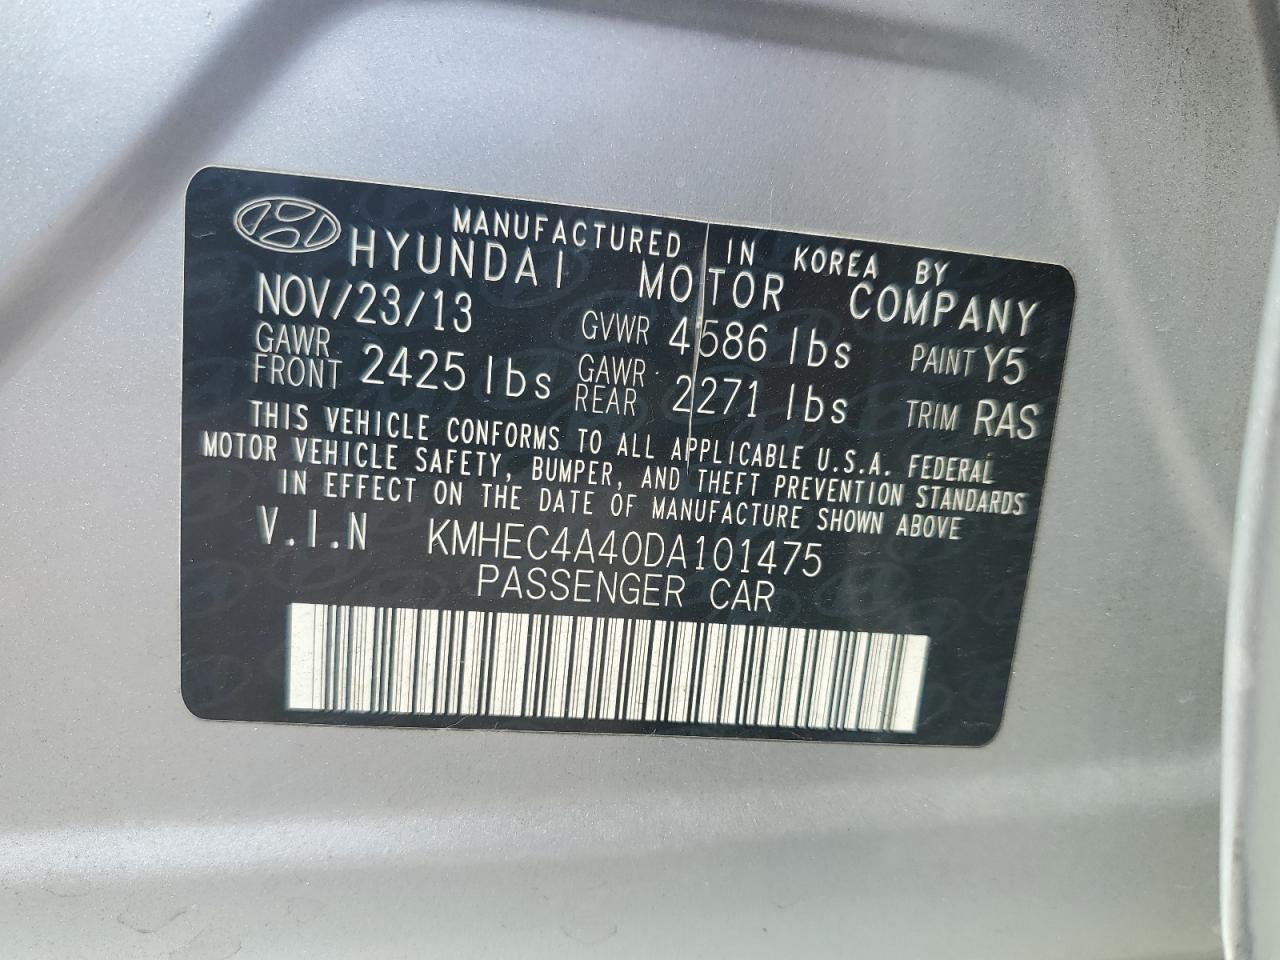 MANUFACTURED IN KOREA BY
HYUNDAI MOTOR COMPANY
NOV/23/13 GVWR 4586 lbs PAINT Y5
GAWR FRONT 2425 lbs GAWR REAR 2271 lbs TRIM RAS
THIS VEHICLE CONFORMS TO ALL APPLICABLE U.S.A. FEDERAL
MOTOR VEHICLE SAFETY, BUMPER, AND THEFT PREVENTION STANDARDS
IN EFFECT ON THE DATE OF MANUFACTURE SHOWN ABOVE
V.I.N KMHEC4A40DA101475
PASSENGER CAR